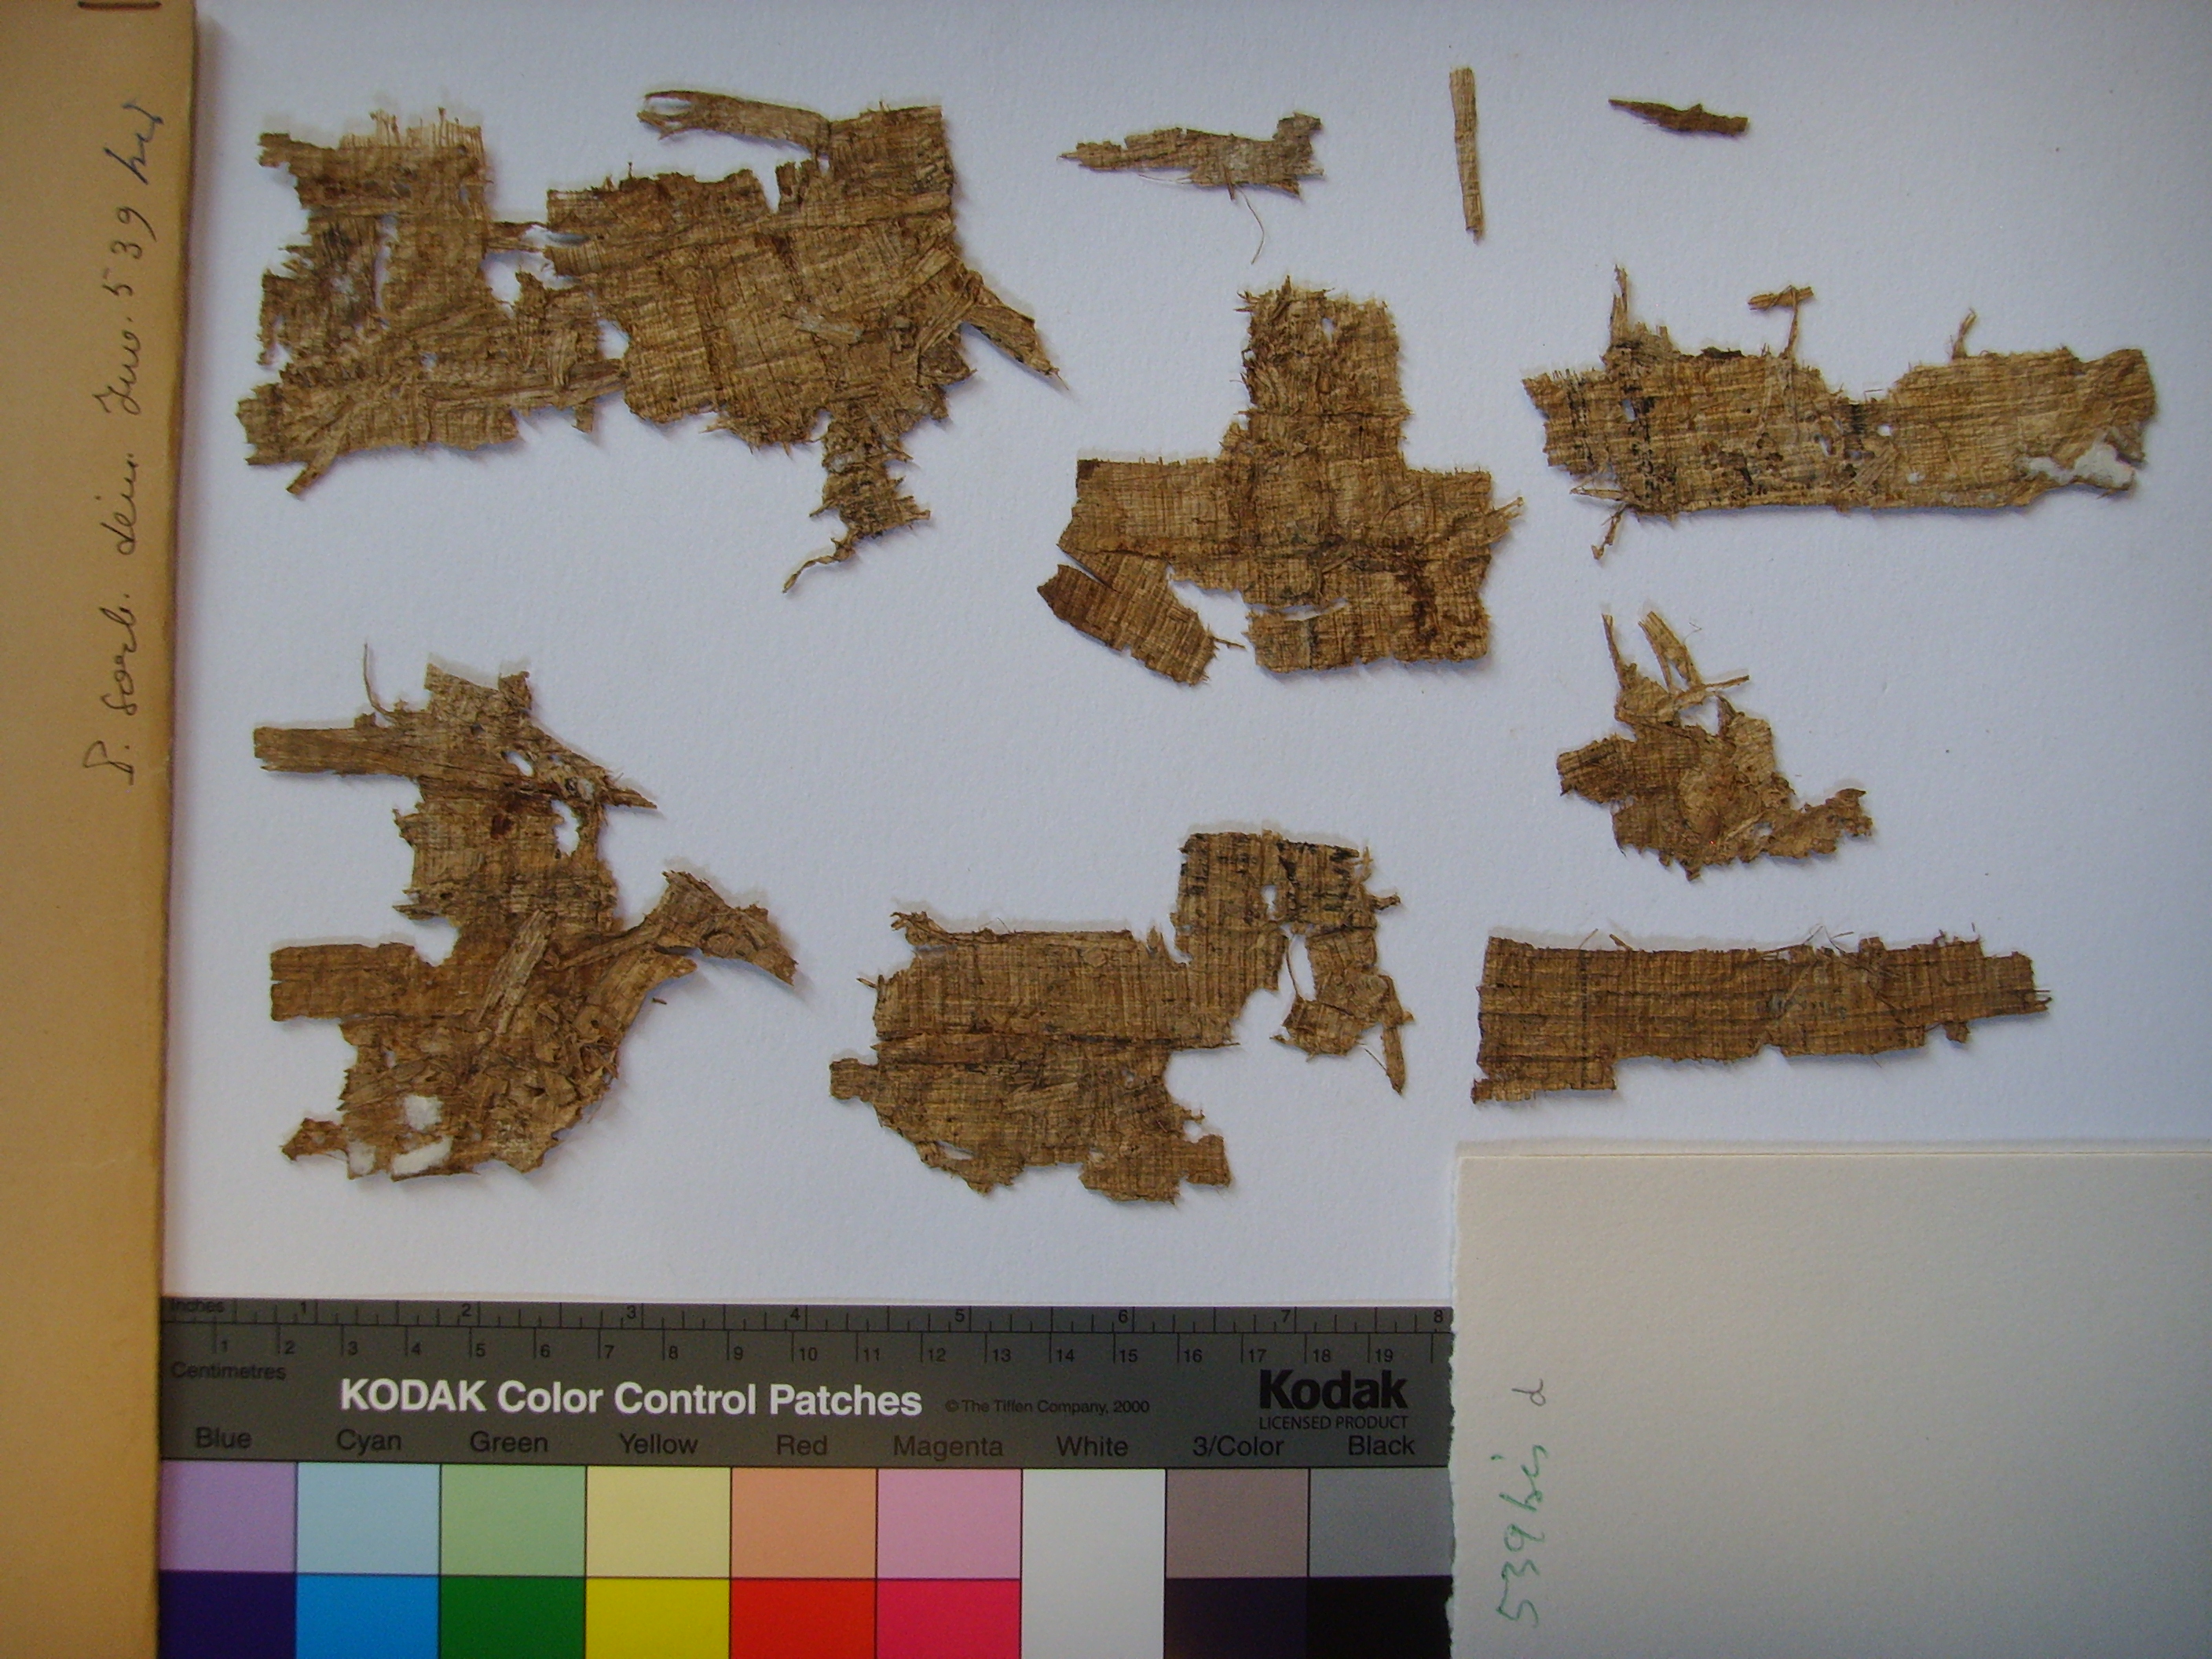 P. Sorb. dém. Inv. 539 bis
Inches 1 2 3 4 5 6 7 8
1 2 3 4 5 6 7 8 9 10 11 12 13 14 15 16 17 18 19
Centimetres
KODAK Color Control Patches © The Tiffen Company, 2000 Kodak
LICENSED PRODUCT
Blue Cyan Green Yellow Red Magenta White 3/Color Black
539 bis d